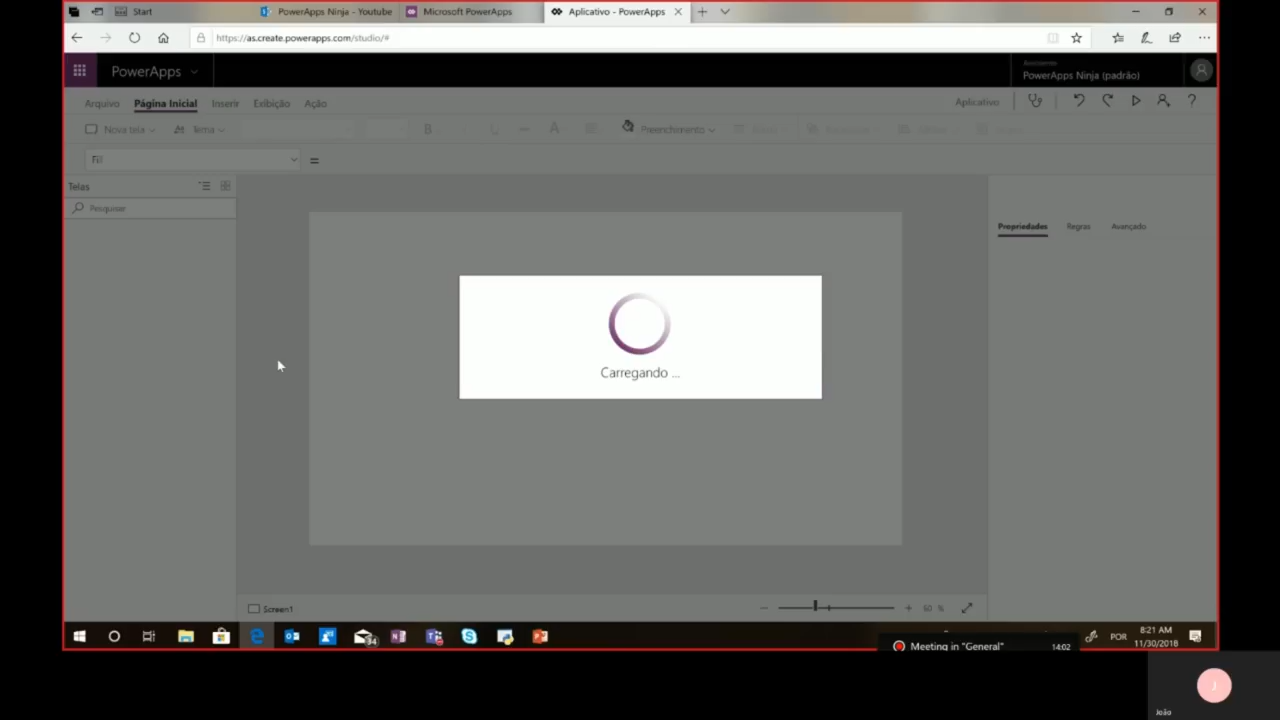 Start
PowerApps Ninja - Youtube
Microsoft PowerApps
Aplicativo - PowerApps
https://as.create.powerapps.com/studio/#
PowerApps
PowerApps Ninja (padrão)
Arquivo Página Inicial Inserir Exibição Ação
Aplicativo
Nova tela Tema B A Preenchimento
Fill =
Telas
Pesquisar
Propriedades Regras Avançado
Carregando ...
Screen1
60 %
34
POR
8:21 AM
11/30/2018
Meeting in "General" 14:02
J
João